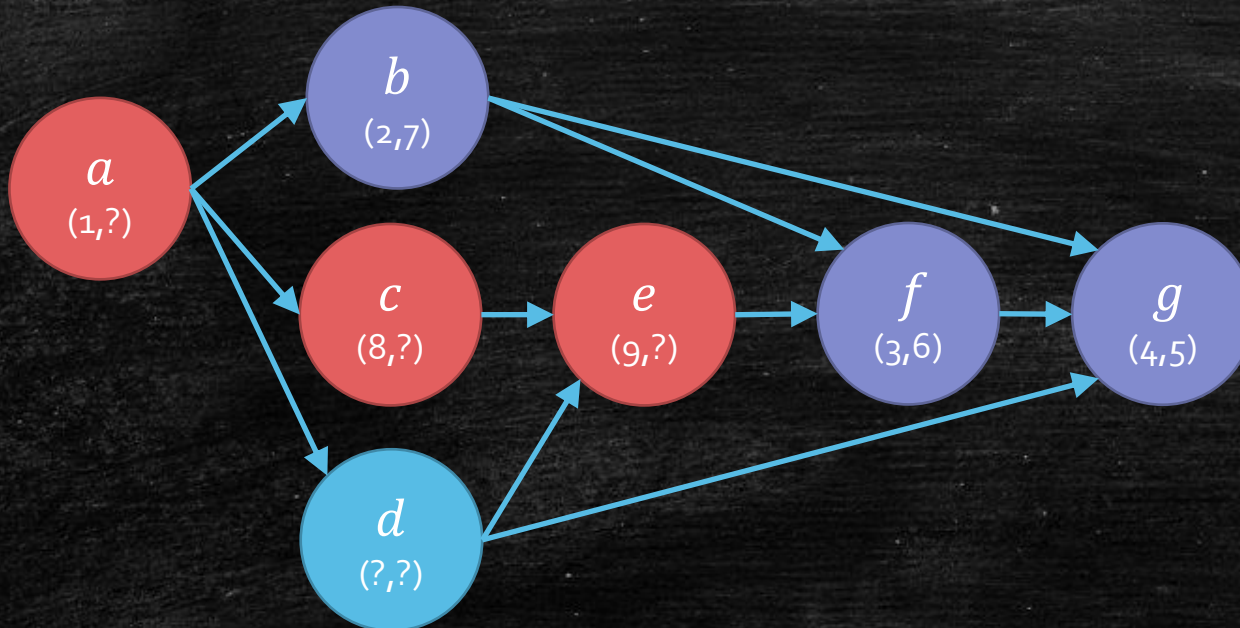 a
(1,?)
b
(2,7)
c
(8,?)
e
(9,?)
f
(3,6)
g
(4,5)
d
(?,?)